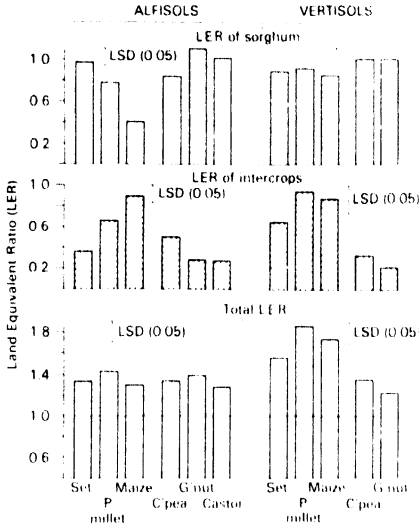 ALFISOLS VERTISOLS
LER of sorghum
LSD (0.05)
1.0
0.6
0.2
LER of intercrops
LSD (0.05) LSD (0.05)
1.0
0.6
0.2
Total LER
LSD (0.05) LSD (0.05)
1.8
1.4
1.0
0.6
Land Equivalent Ratio (LER)
Set Maize G'nut Set Maize G'nut
P. millet C'pea Castor P. millet C'pea